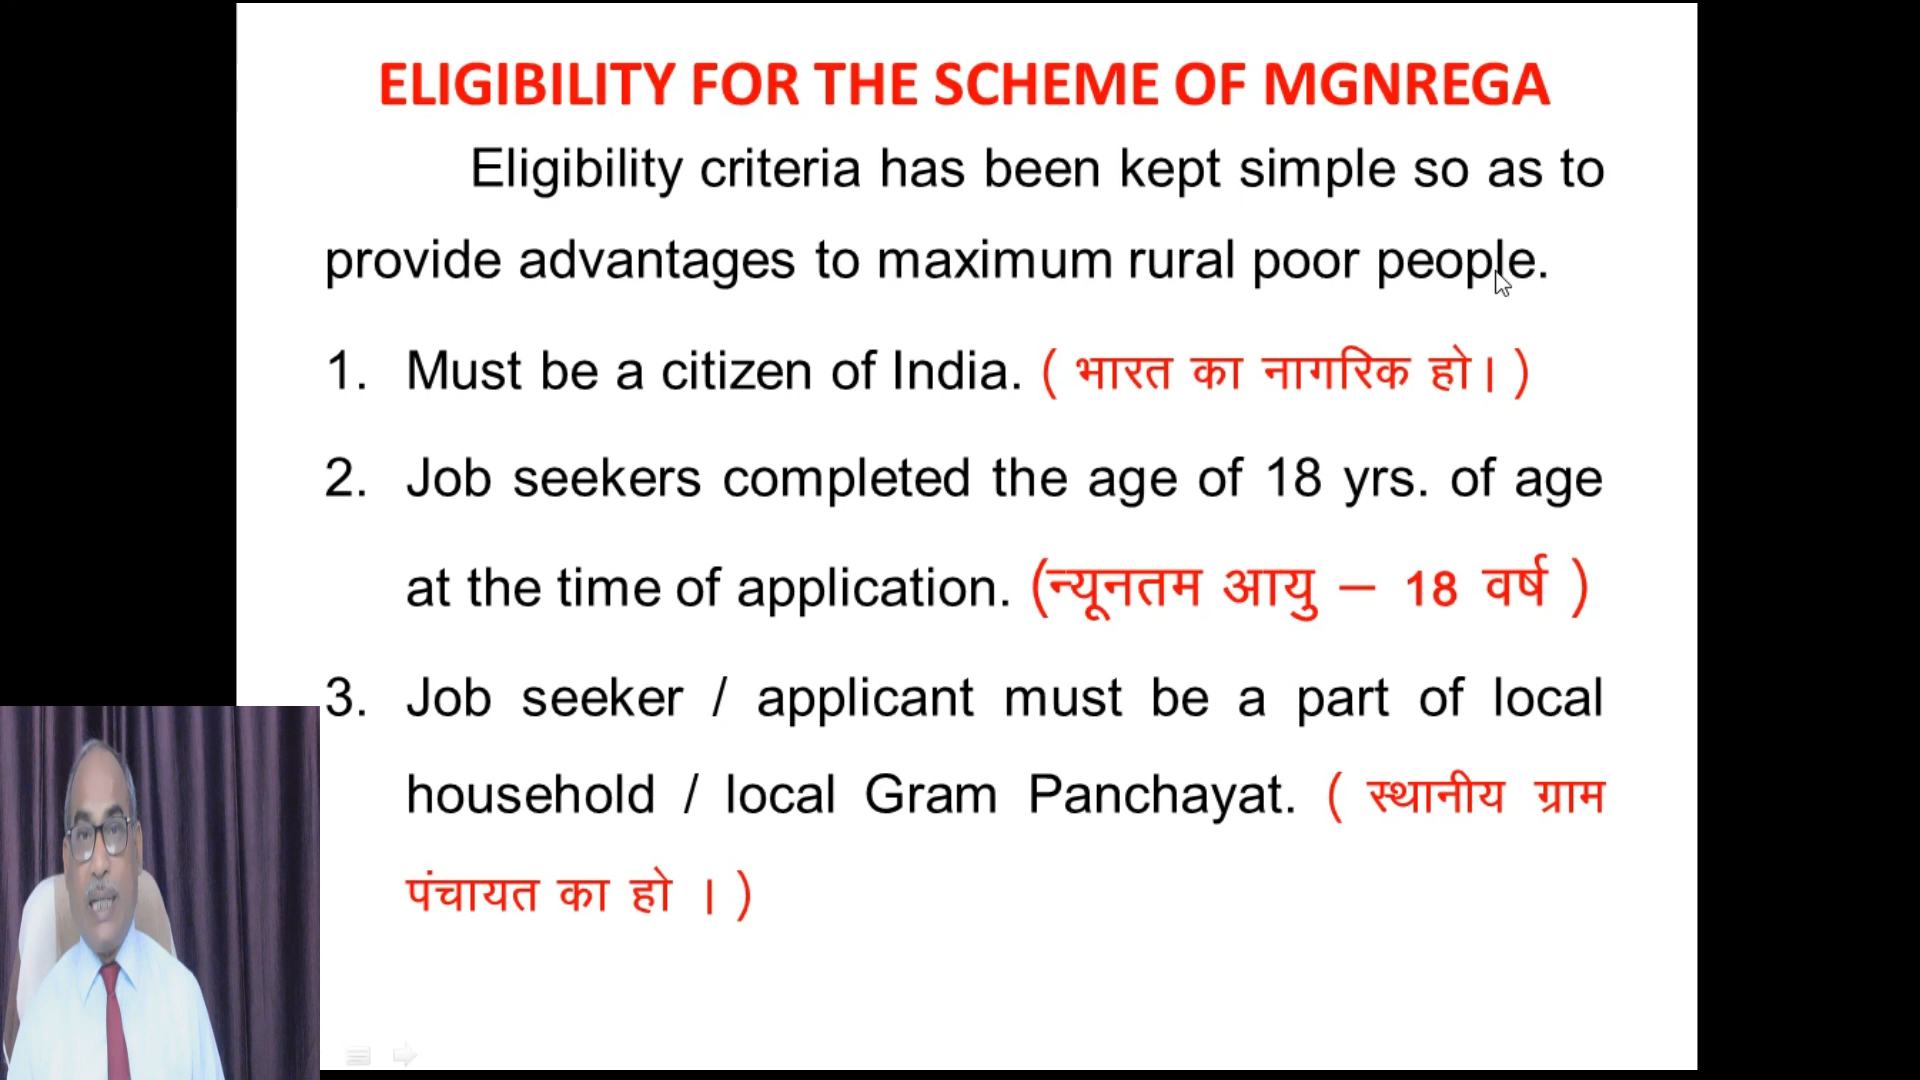 ELIGIBILITY FOR THE SCHEME OF MGNREGA
Eligibility criteria has been kept simple so as to
provide advantages to maximum rural poor people.
1. Must be a citizen of India. ( भारत का नागरिक हो। )
2. Job seekers completed the age of 18 yrs. of age
at the time of application. (न्यूनतम आयु – 18 वर्ष )
3. Job seeker / applicant must be a part of local
household / local Gram Panchayat. ( स्थानीय ग्राम
पंचायत का हो । )